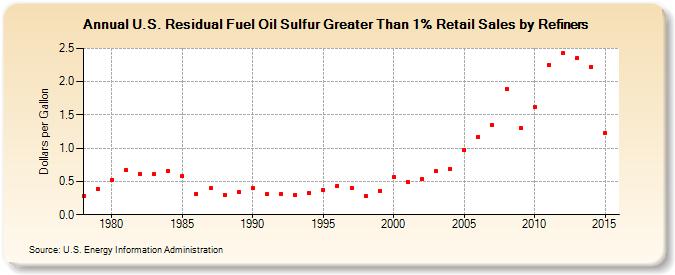 Annual U.S. Residual Fuel Oil Sulfur Greater Than 1% Retail Sales by Refiners
Dollars per Gallon
2.5
2.0
1.5
1.0
0.5
0.0
1980 1985 1990 1995 2000 2005 2010 2015
Source: U.S. Energy Information Administration